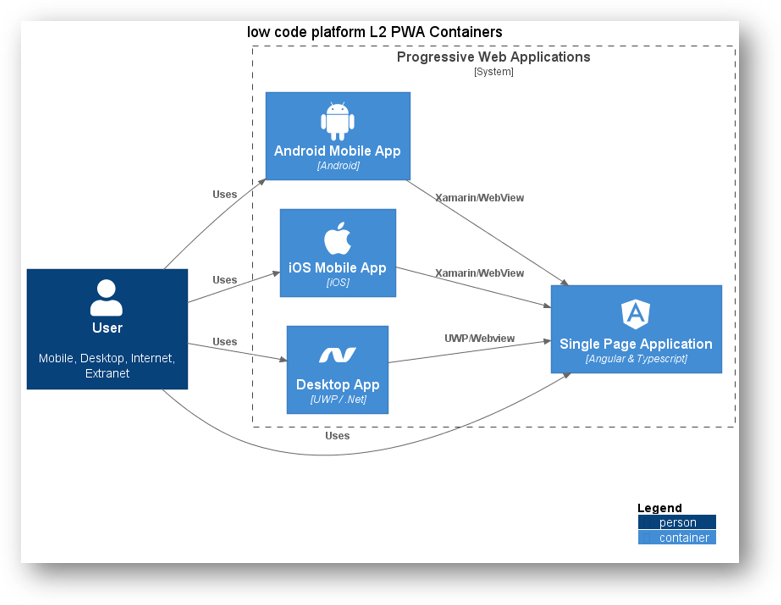 low code platform L2 PWA Containers
Progressive Web Applications
[System]
Android Mobile App
[Android]
Uses
Xamarin/WebView
iOS Mobile App
[iOS]
Uses
Xamarin/WebView
User
Mobile, Desktop, Internet,
Extranet
Uses
Desktop App
[UWP / .Net]
UWP/Webview
Single Page Application
[Angular & Typescript]
Uses
Legend
person
container